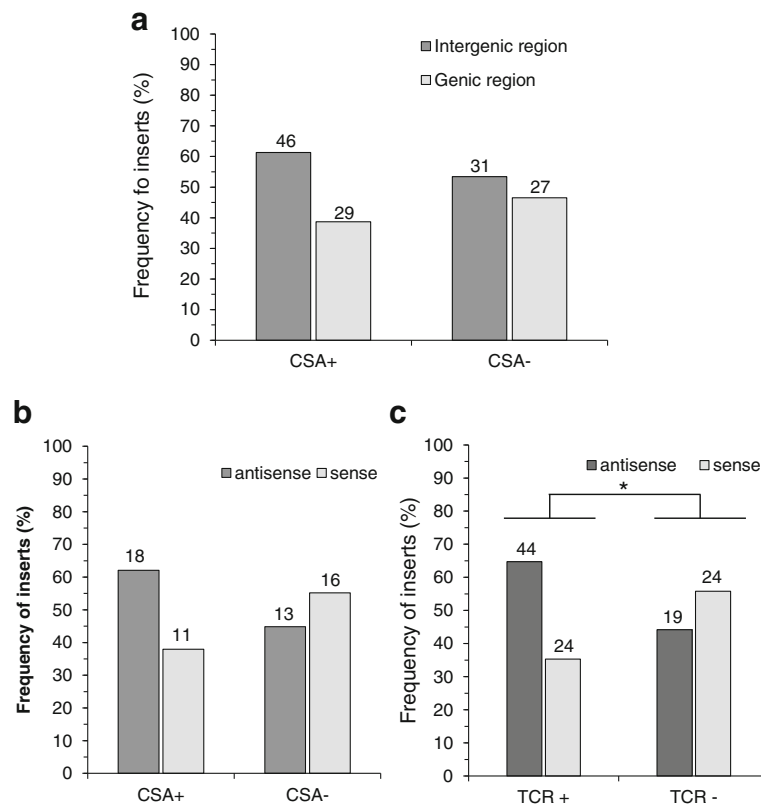 a
100
90
80
70
60
50
40
30
20
10
0
Frequency fo inserts (%)
Intergenic region
Genic region
46
29
31
27
CSA+
CSA-
b
100
90
80
70
60
50
40
30
20
10
0
Frequency of inserts (%)
antisense
sense
18
11
13
16
CSA+
CSA-
c
100
90
80
70
60
50
40
30
20
10
0
Frequency of inserts (%)
antisense
sense
*
44
24
19
24
TCR +
TCR -